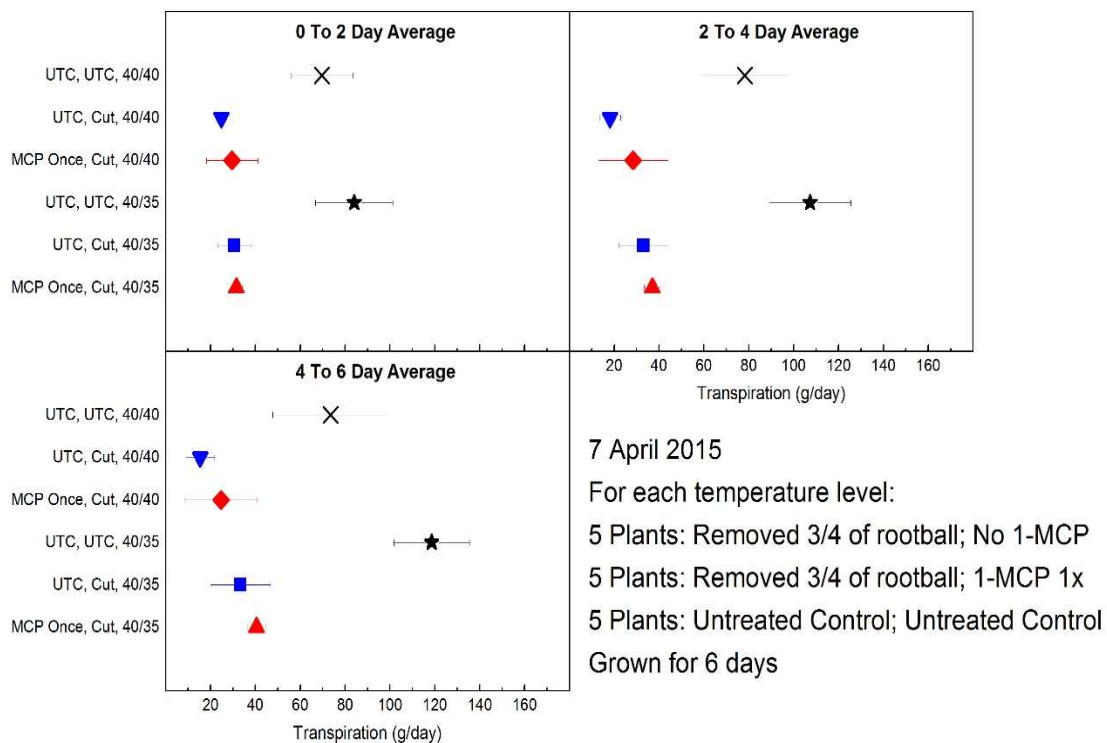 0 To 2 Day Average
UTC, UTC, 40/40
UTC, Cut, 40/40
MCP Once, Cut, 40/40
UTC, UTC, 40/35
UTC, Cut, 40/35
MCP Once, Cut, 40/35
2 To 4 Day Average
20 40 60 80 100 120 140 160
Transpiration (g/day)
4 To 6 Day Average
UTC, UTC, 40/40
UTC, Cut, 40/40
MCP Once, Cut, 40/40
UTC, UTC, 40/35
UTC, Cut, 40/35
MCP Once, Cut, 40/35
20 40 60 80 100 120 140 160
Transpiration (g/day)
7 April 2015
For each temperature level:
5 Plants: Removed 3/4 of rootball; No 1-MCP
5 Plants: Removed 3/4 of rootball; 1-MCP 1x
5 Plants: Untreated Control; Untreated Control
Grown for 6 days